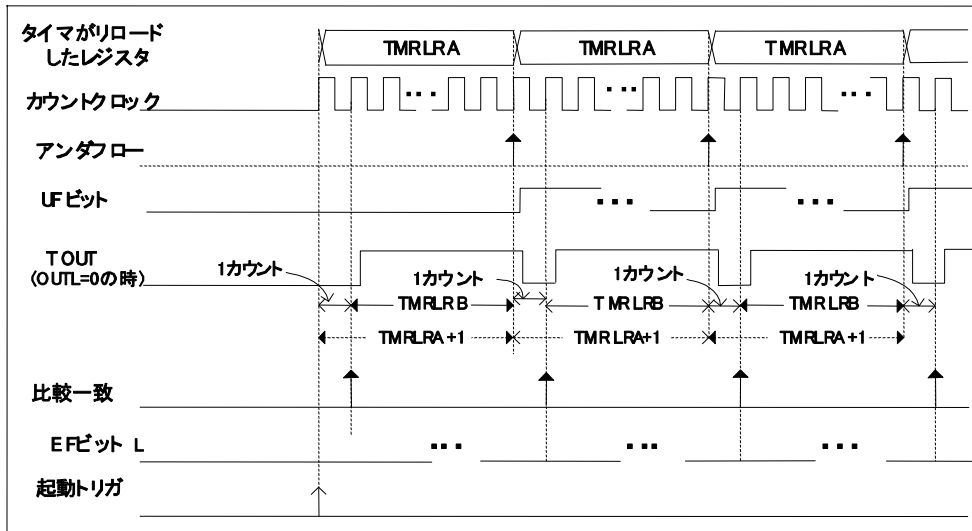 タイマがリロード
したレジスタ
TMRLRA TMRLRA TMRLRA
カウントクロック
アンダフロー
UFビット
TOUT
(OUTL=0の時)
1カウント 1カウント 1カウント 1カウント
TMRLRB TMRLRB TMRLRB
TMRLRA+1 TMRLRA+1 TMRLRA+1
比較一致
EFビット L
起動トリガ